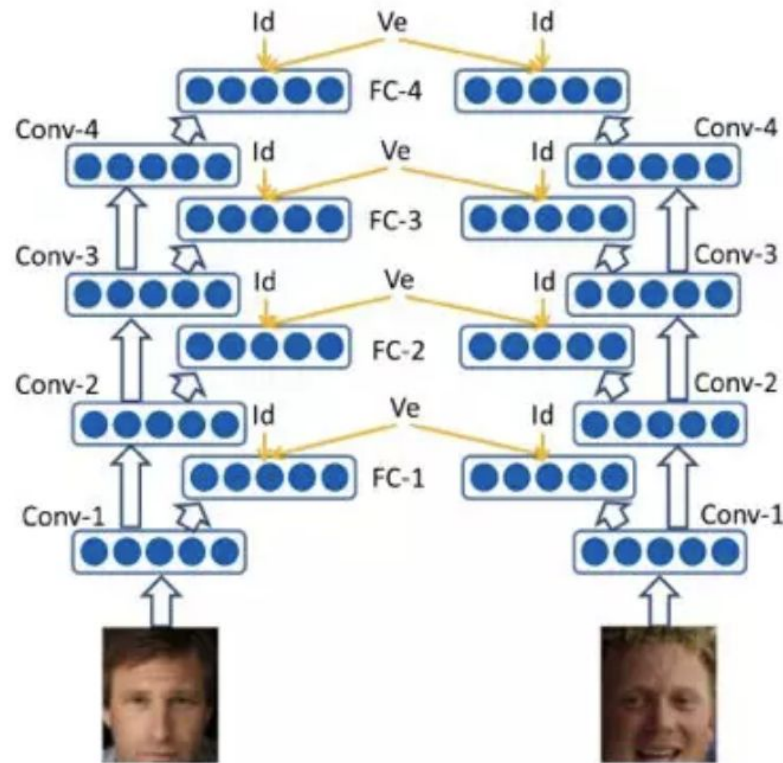 Id Ve Id
FC-4
Conv-4 Conv-4
Id Ve Id
FC-3
Conv-3 Conv-3
Id Ve Id
FC-2
Conv-2 Conv-2
Id Ve Id
FC-1
Conv-1 Conv-1